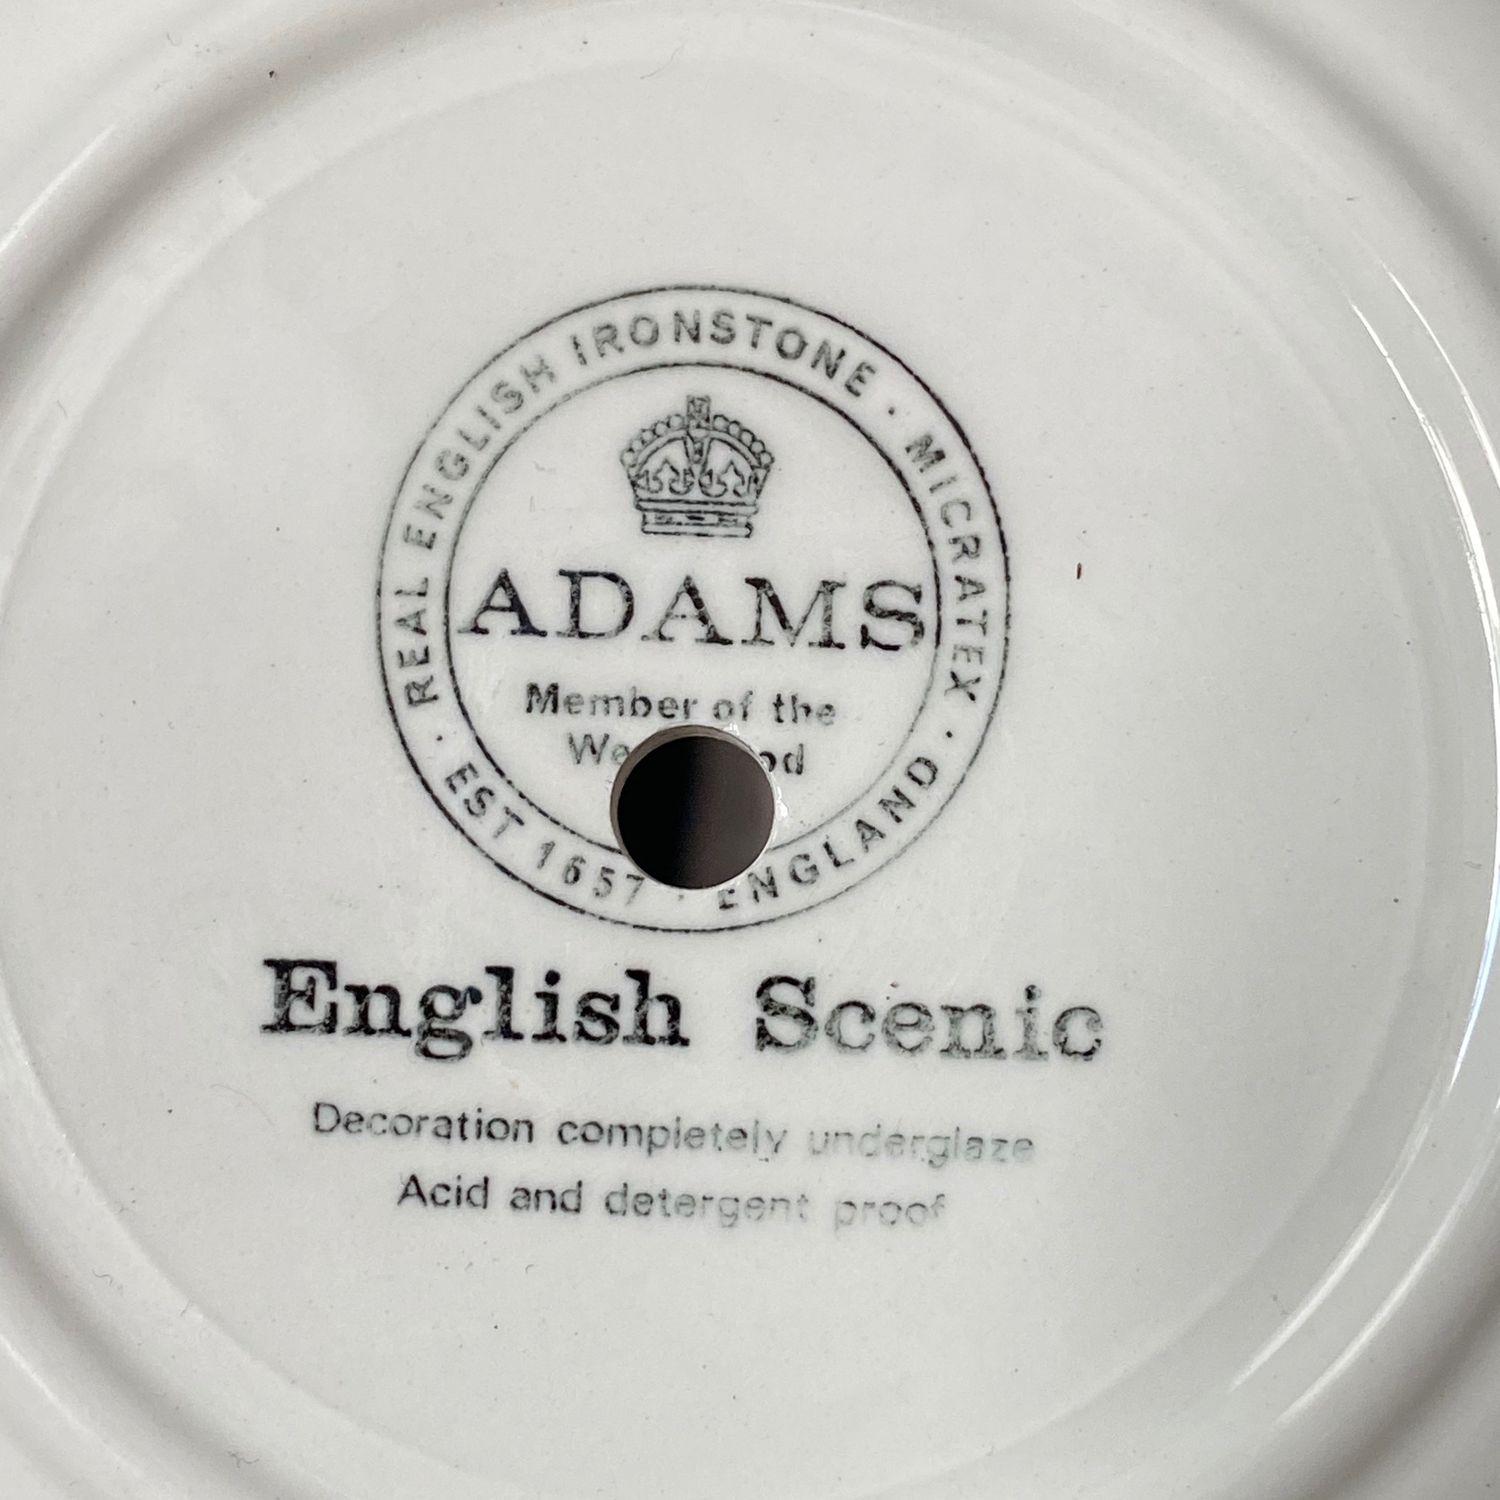 REAL ENGLISH IRONSTONE · MICRATEX ·
ADAMS
Member of the
EST 1657 · ENGLAND
English Scenic
Decoration completely underglaze
Acid and detergent proof